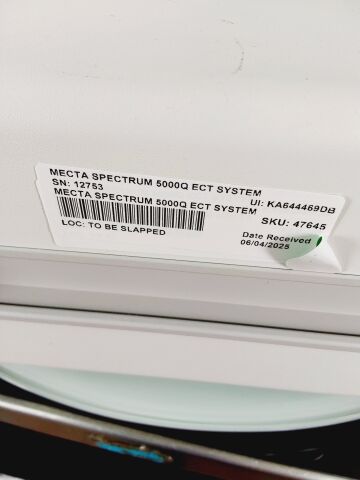 MECTA SPECTRUM 5000Q ECT SYSTEM
SN: 12753
UI: KA644469DB
MECTA SPECTRUM 5000Q ECT SYSTEM
SKU: 47645
LOC: TO BE SLAPPED
Date Received
06/04/2025